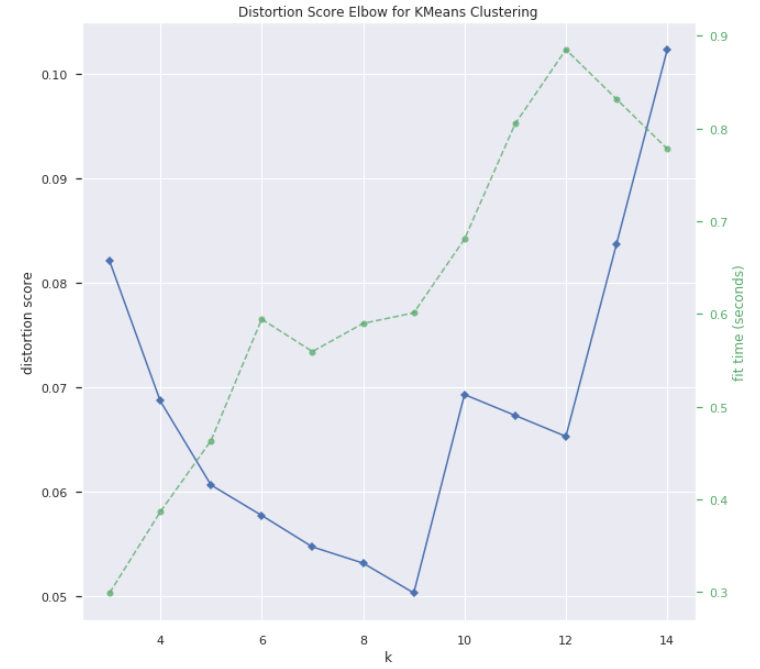 Distortion Score Elbow for KMeans Clustering
0.10
0.09
0.08
0.07
0.06
0.05
distortion score
4 6 8 10 12 14
k
0.9
0.8
0.7
0.6
0.5
0.4
0.3
fit time (seconds)